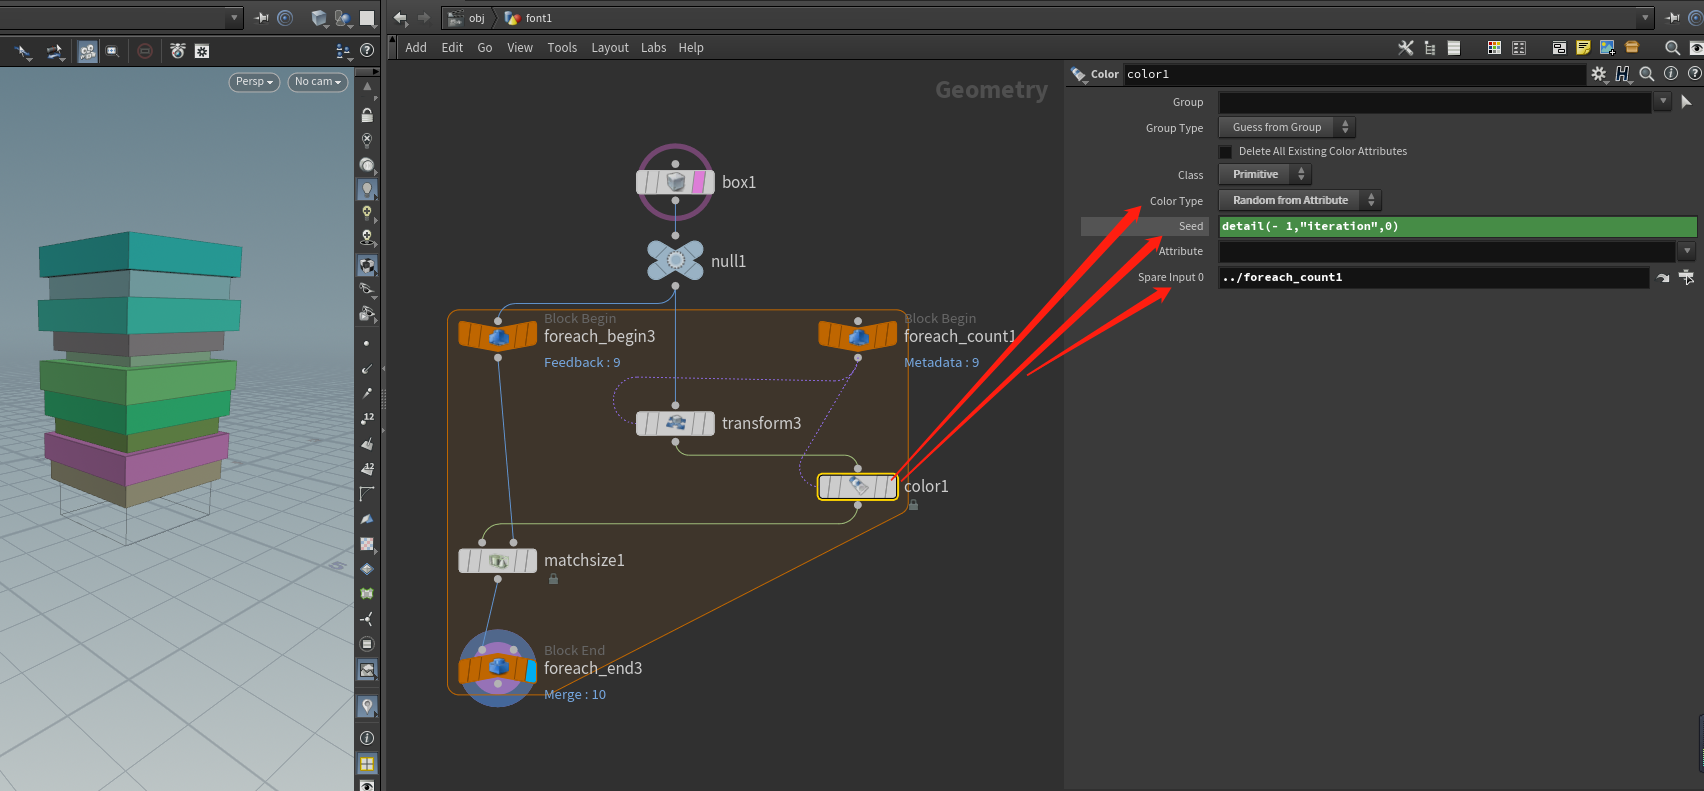 obj
font1
Add Edit Go View Tools Layout Labs Help
Persp
No cam
Geometry
Color
color1
Group
Group Type
Guess from Group
Delete All Existing Color Attributes
Class
Primitive
Color Type
Random from Attribute
Seed
detail(- 1,"iteration",0)
Attribute
Spare Input 0
../foreach_count1
box1
null1
Block Begin
foreach_begin3
Feedback : 9
Block Begin
foreach_count1
Metadata : 9
transform3
color1
matchsize1
Block End
foreach_end3
Merge : 10
12
12